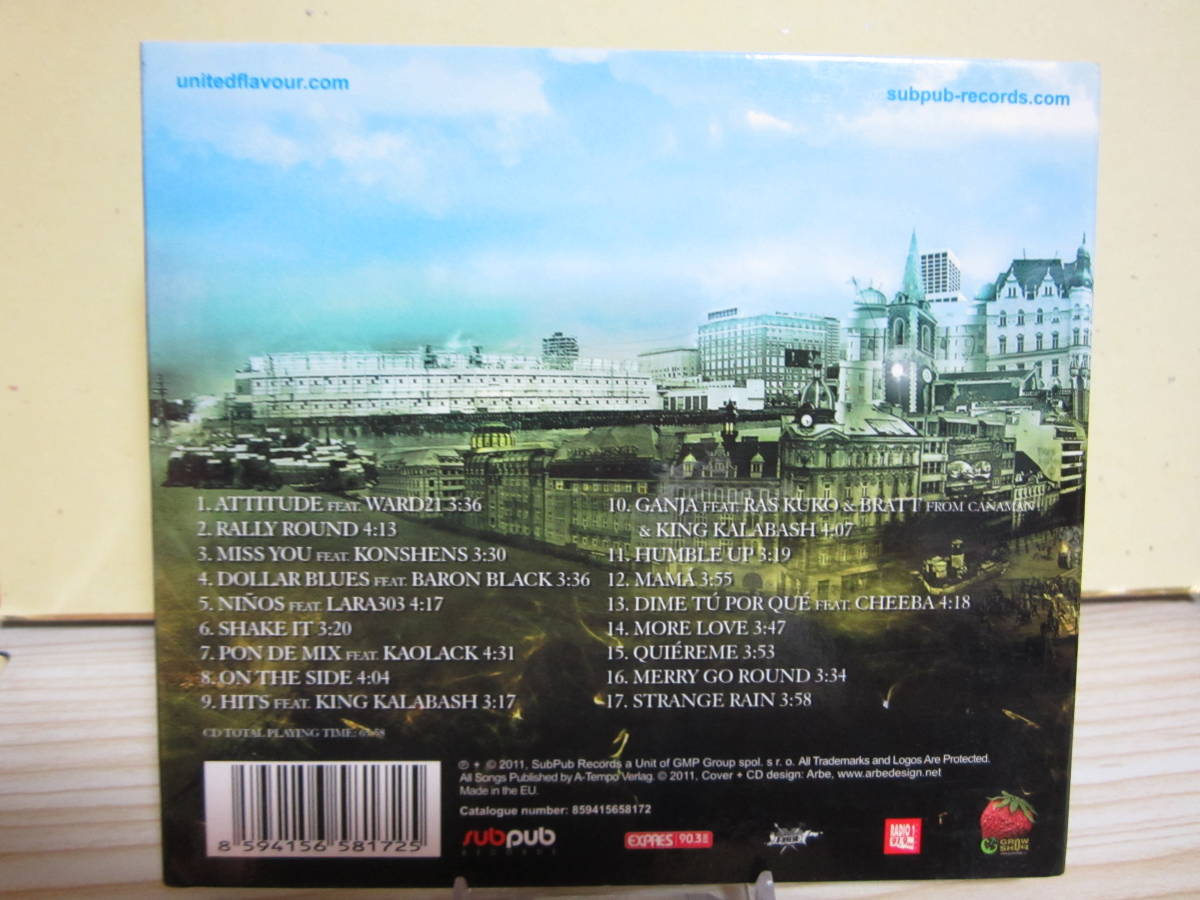 unitedflavour.com
subpub-records.com
1. ATTITUDE FEAT. WARD21 3:36
2. RALLY ROUND 4:13
3. MISS YOU FEAT. KONSHENS 3:30
4. DOLLAR BLUES FEAT. BARON BLACK 3:36
5. NIÑOS FEAT. LARA303 4:17
6. SHAKE IT 3:20
7. PON DE MIX FEAT. KAOLACK 4:31
8. ON THE SIDE 4:04
9. HITS FEAT. KING KALABASH 3:17
CD TOTAL PLAYING TIME:
10. GANJA FEAT. RAS KUKO & BRATT FROM CANAMAN
& KING KALABASH 4:07
11. HUMBLE UP 3:19
12. MAMÁ 3:55
13. DIME TÚ POR QUÉ FEAT. CHEEBA 4:18
14. MORE LOVE 3:47
15. QUIÉREME 3:53
16. MERRY GO ROUND 3:34
17. STRANGE RAIN 3:58
℗ + © 2011, SubPub Records a Unit of GMP Group spol. s r. o. All Trademarks and Logos Are Protected.
All Songs Published by A-Tempo Verlag. © 2011, Cover + CD design: Arbe, www.arbedesign.net
Made in the EU.
Catalogue number: 859415658172
8 594156 581725
subpub
RECORDS
EXPRES 90.3
RADIO 1
GROW
SHOP